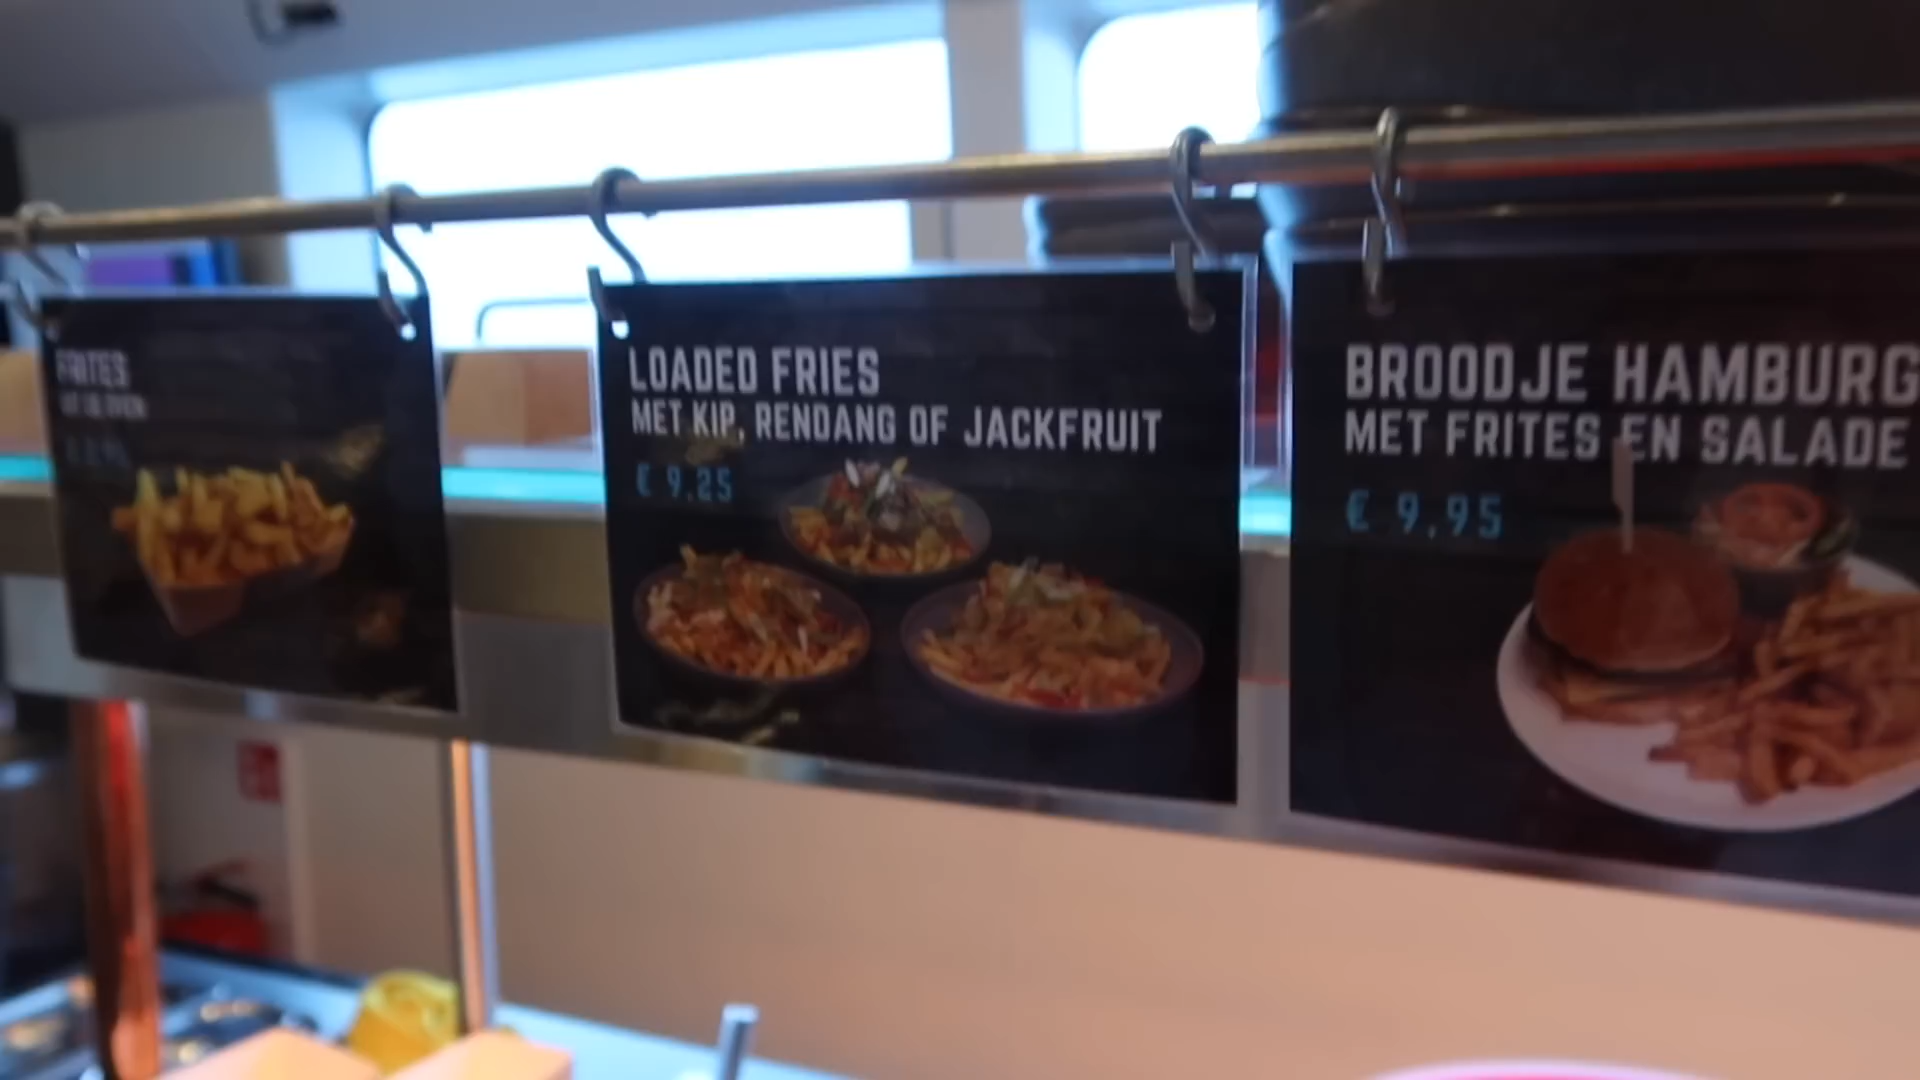 FRITES
LOADED FRIES
MET KIP, RENDANG OF JACKFRUIT
€ 9.25
BROODJE HAMBURG
MET FRITES EN SALADE
€ 9,95